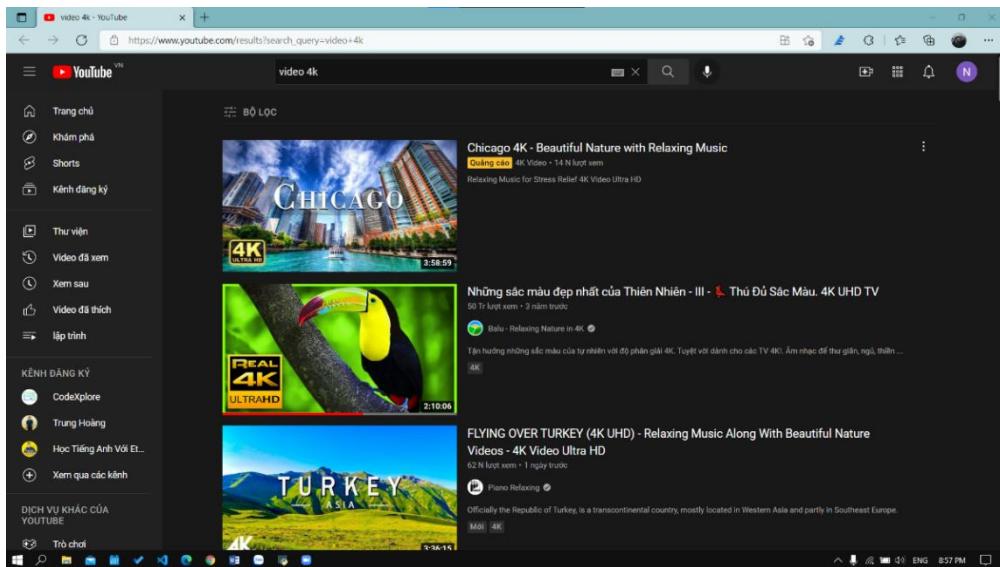 video 4k - YouTube
https://www.youtube.com/results?search_query=video+4k
YouTube VN
video 4k
N
Trang chủ
Khám phá
Shorts
Kênh đăng ký
Thư viện
Video đã xem
Xem sau
Video đã thích
lập trình
KÊNH ĐĂNG KÝ
CodeXplore
Trung Hoàng
Học Tiếng Anh Với Et...
Xem qua các kênh
DỊCH VỤ KHÁC CỦA
YOUTUBE
Trò chơi
BỘ LỌC
CHICAGO
4K
ULTRA HD
3:58:59
Chicago 4K - Beautiful Nature with Relaxing Music
Quảng cáo 4K Video • 14 N lượt xem
Relaxing Music for Stress Relief 4K Video Ultra HD
REAL
4K
ULTRAHD
2:10:06
Những sắc màu đẹp nhất của Thiên Nhiên - III - Thú Đủ Sắc Màu. 4K UHD TV
50 Tr lượt xem • 3 năm trước
Balu - Relaxing Nature in 4K
Tận hưởng những sắc màu của tự nhiên với độ phân giải 4K. Tuyệt vời dành cho các TV 4K!. Âm nhạc để thư giãn, ngủ, thiền ...
4K
TURKEY
ASIA
4K
3:36:15
FLYING OVER TURKEY (4K UHD) - Relaxing Music Along With Beautiful Nature
Videos - 4K Video Ultra HD
62 N lượt xem • 1 ngày trước
Piano Relaxing
Officially the Republic of Turkey, is a transcontinental country, mostly located in Western Asia and partly in Southeast Europe.
Mới 4K
ENG 8:57 PM